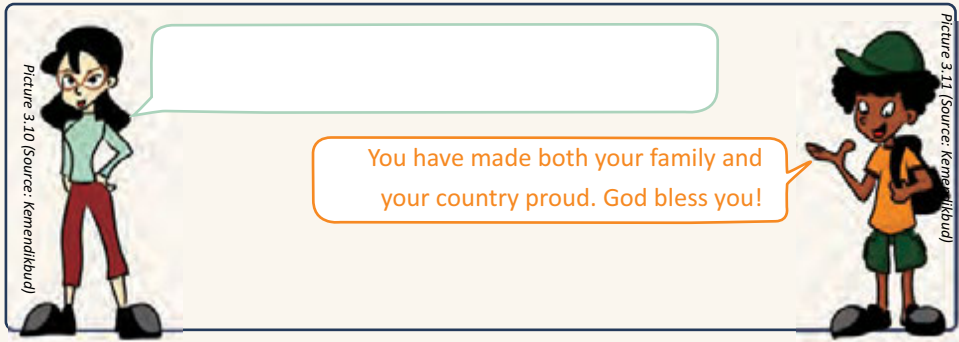 Picture 3.10 (Source: Kemendikbud)
You have made both your family and
your country proud. God bless you!
Picture 3.11 (Source: Kemendikbud)